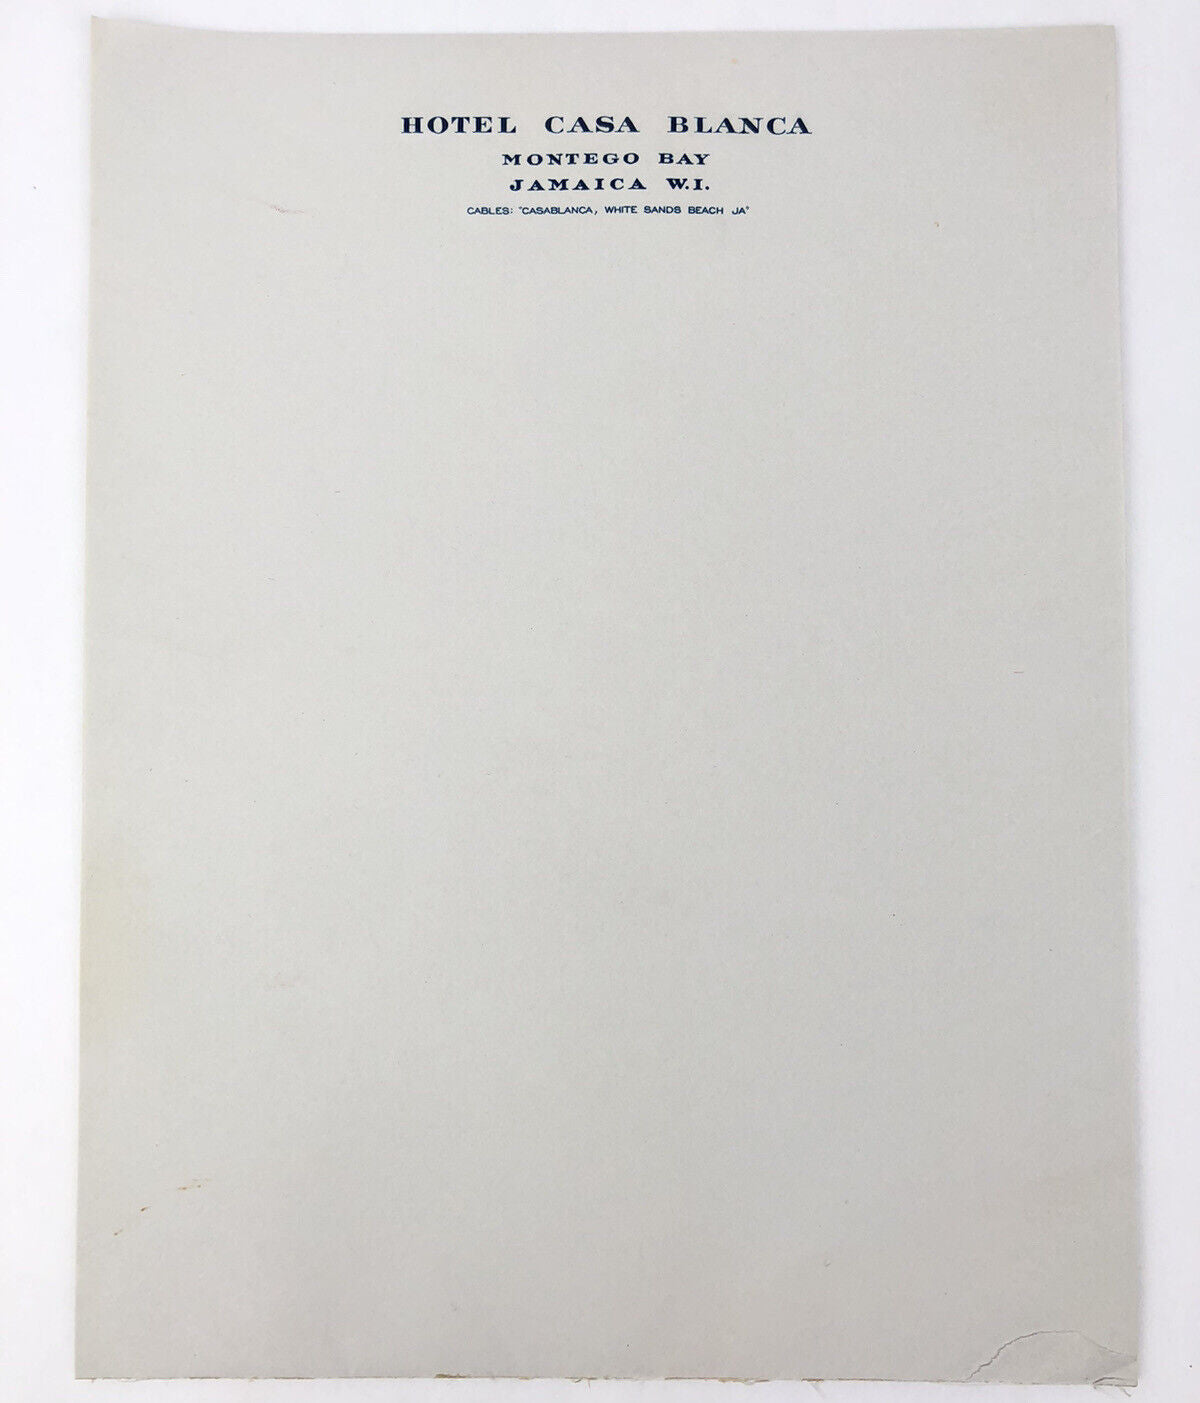 HOTEL CASA BLANCA
MONTEGO BAY
JAMAICA W.I.
CABLES: "CASABLANCA, WHITE SANDS BEACH JA"